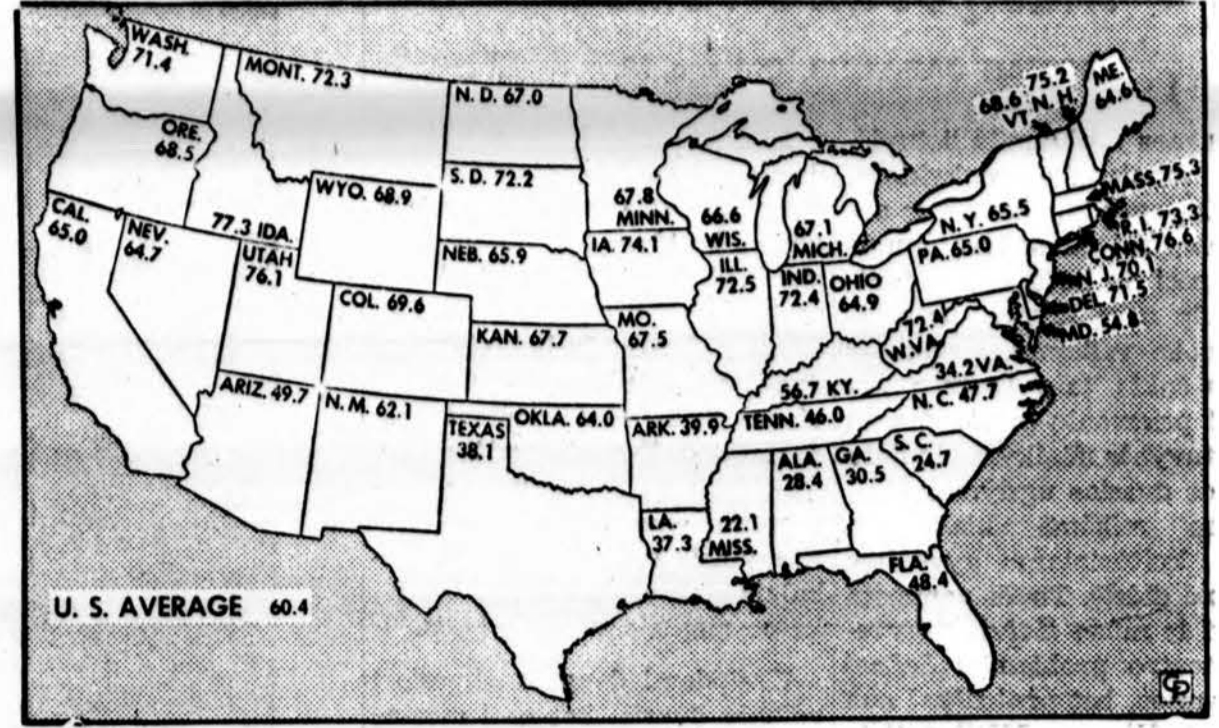 WASH.
71.4
MONT. 72.3
N. D. 67.0
68.6 75.2
VT. N. H.
ME.
64.6
ORE.
68.5
S. D. 72.2
WYO. 68.9
67.8
MINN.
66.6
WIS.
67.1
MICH.
N. Y. 65.5
MASS. 75.3
R. I. 73.3
CONN. 76.6
N. J. 70.1
DEL. 71.5
MD. 54.8
CAL.
65.0
NEV.
64.7
77.3 IDA.
UTAH
76.1
NEB. 65.9
IA. 74.1
ILL.
72.5
IND.
72.4
OHIO
64.9
PA. 65.0
COL. 69.6
KAN. 67.7
MO.
67.5
72.4
W. VA.
34.2 VA.
56.7 KY.
ARIZ. 49.7
N. M. 62.1
TEXAS
38.1
OKLA. 64.0
ARK. 39.9
TENN. 46.0
N. C. 47.7
S. C.
24.7
ALA.
28.4
GA.
30.5
LA.
37.3
22.1
MISS.
FLA.
48.4
U. S. AVERAGE 60.4
CP